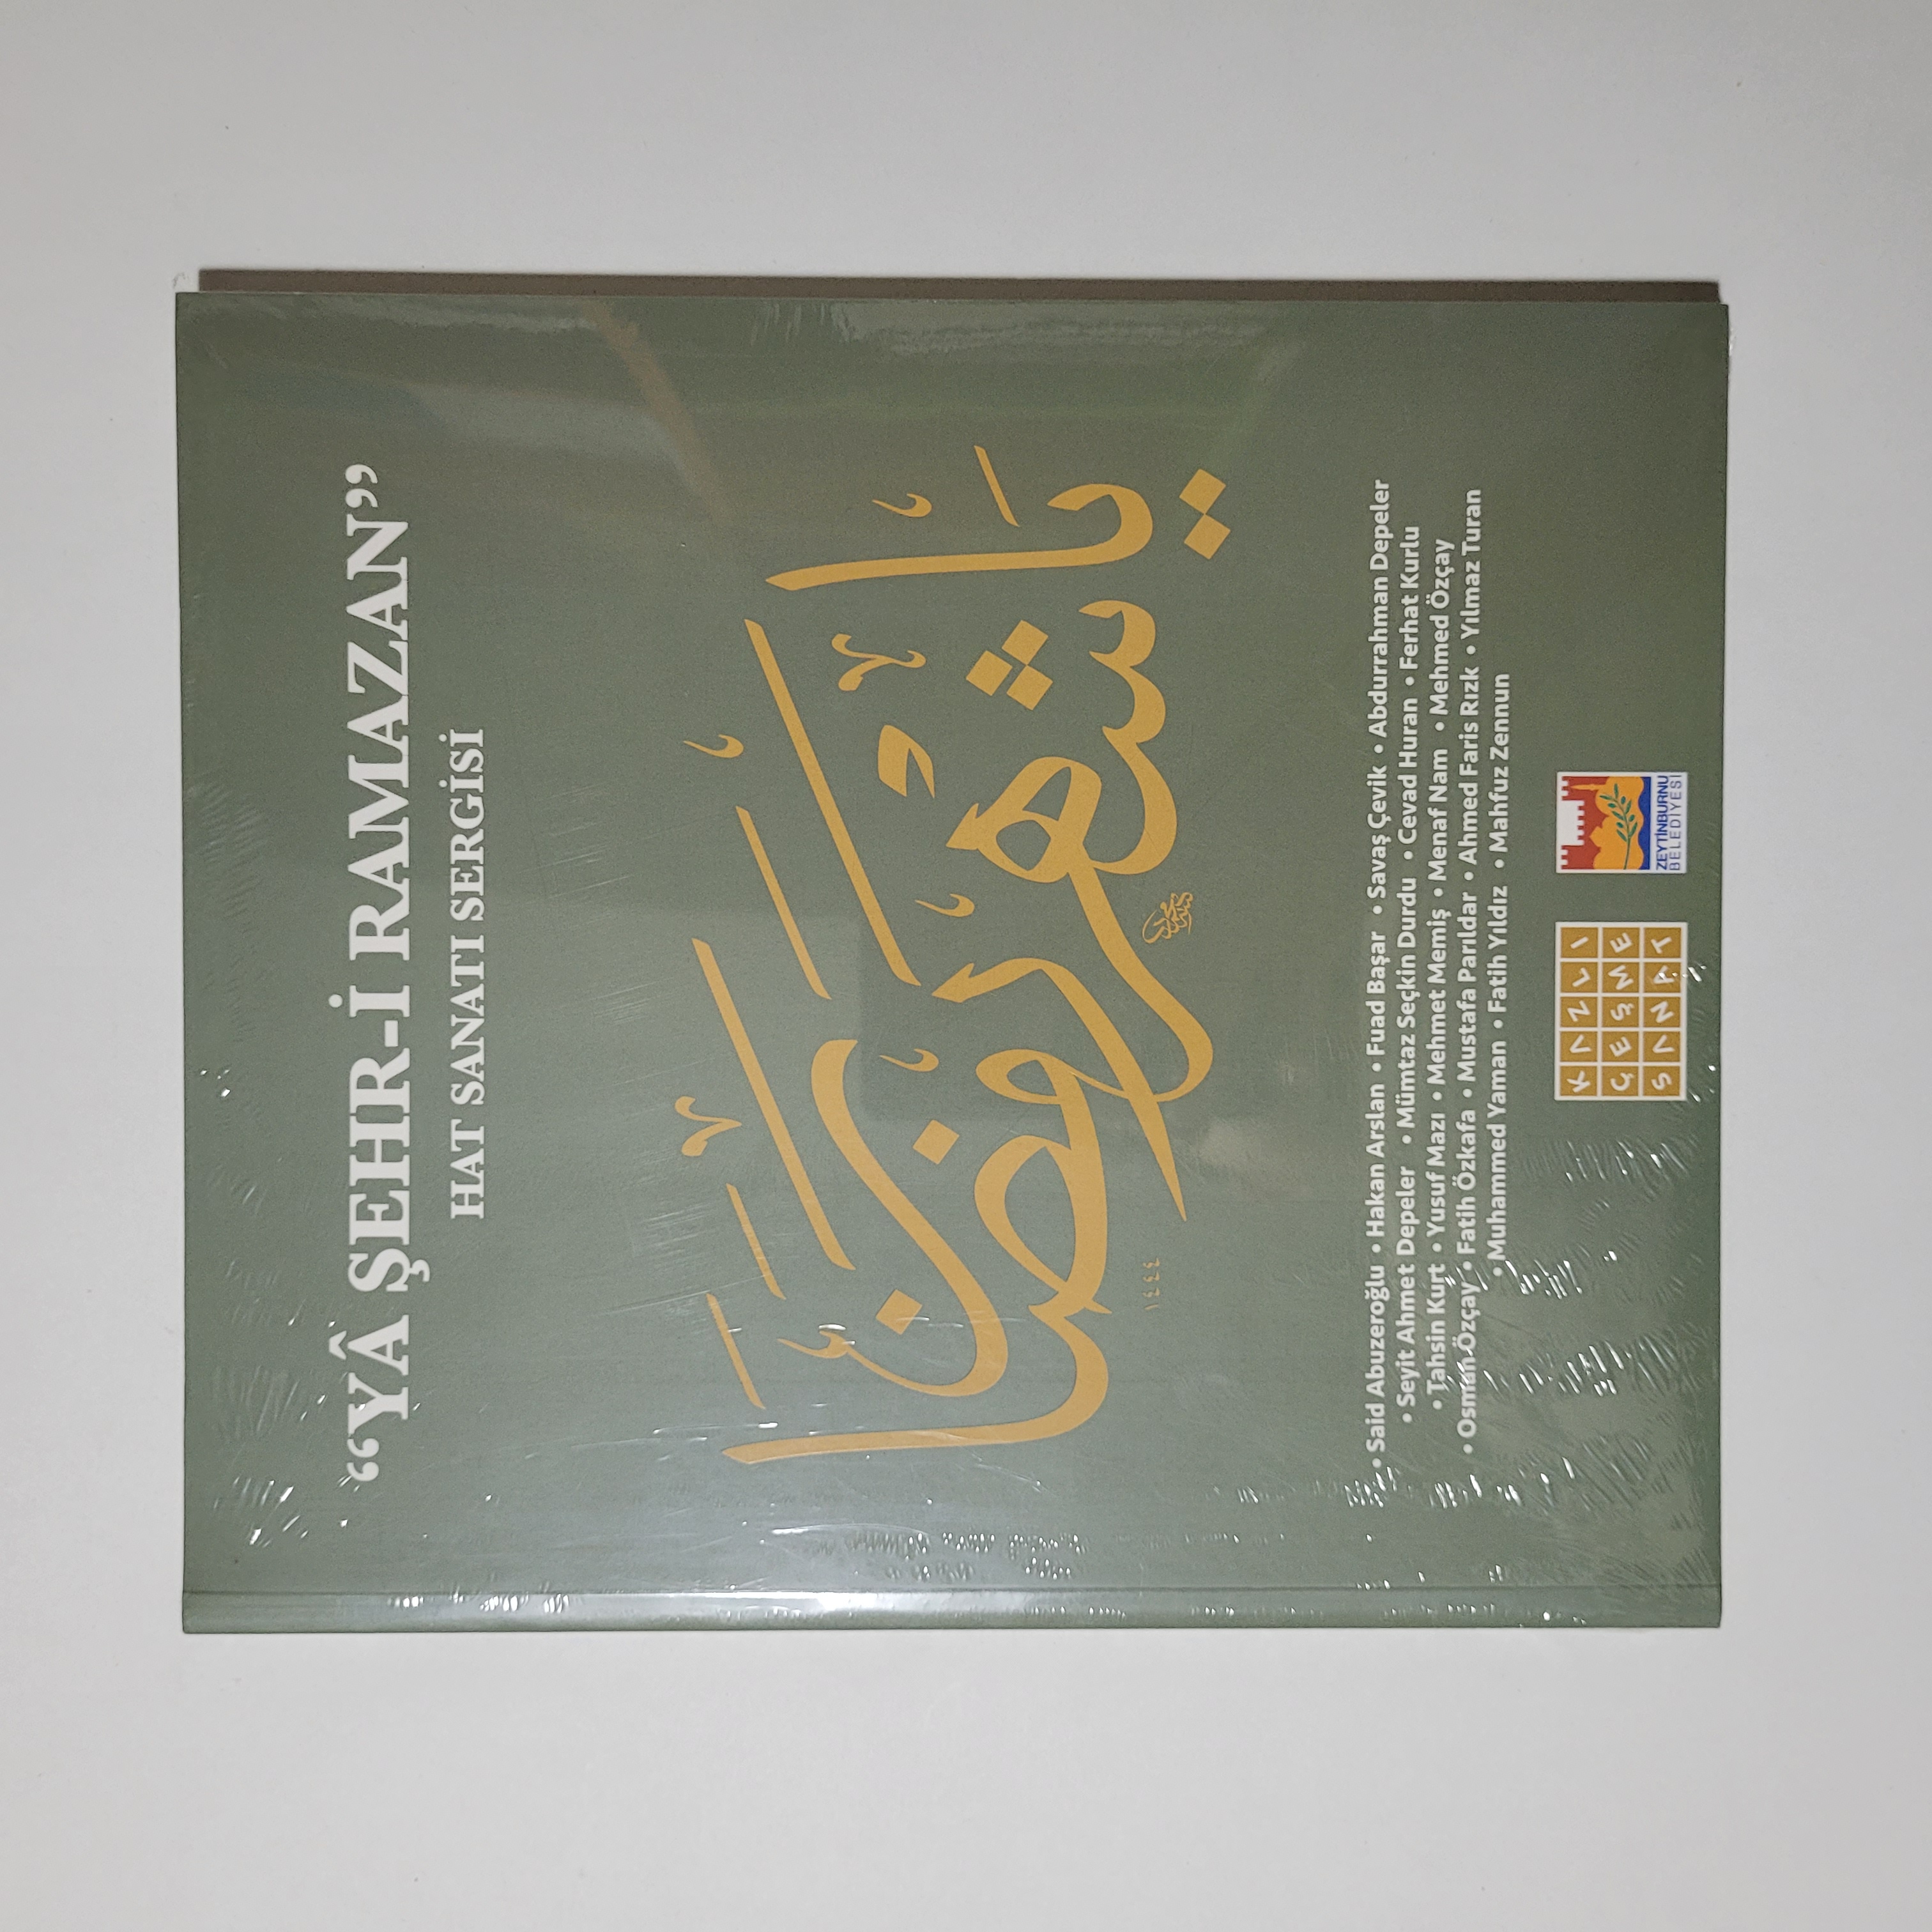 “YÂ ŞEHR-İ RAMAZAN”
HAT SANATI SERGİSİ
يا شهر رمضان
١٤٤٤
• Said Abuzeroğlu • Hakan Arslan • Fuad Başar • Savaş Çevik • Abdurrahman Depeler
• Seyit Ahmet Depeler • Mümtaz Seçkin Durdu • Cevad Huran • Ferhat Kurlu
• Tahsin Kurt • Yusuf Mazı • Mehmet Memiş • Menaf Nam • Mehmed Özçay
• Osman Özçay • Fatih Özkafa • Mustafa Parıldar • Ahmed Faris Rızk • Yılmaz Turan
• Muhammed Yaman • Fatih Yıldız • Mahfuz Zennun
KAZLI
ÇEŞME
SANAT
ZEYTİNBURNU
BELEDİYESİ